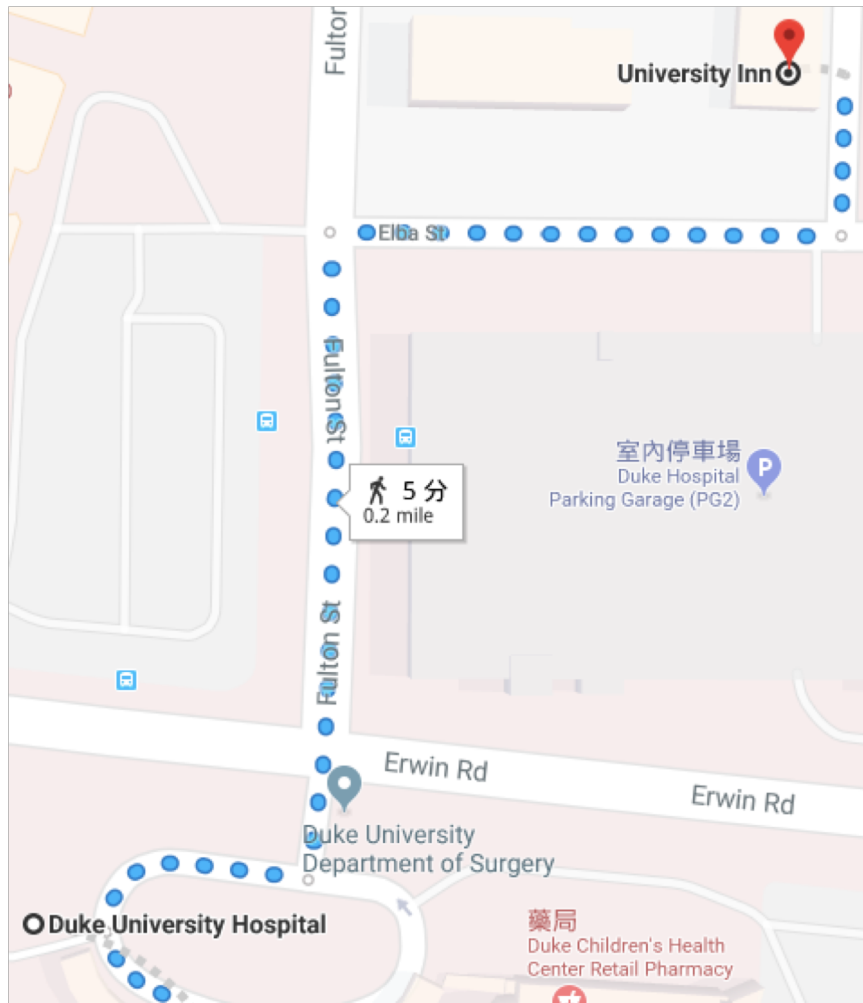 Fulton
University Inn
Elba St
Fulton St
室內停車場
Duke Hospital
Parking Garage (PG2)
P
5 分
0.2 mile
Fulton St
Erwin Rd
Erwin Rd
Duke University
Department of Surgery
Duke University Hospital
藥局
Duke Children's Health
Center Retail Pharmacy